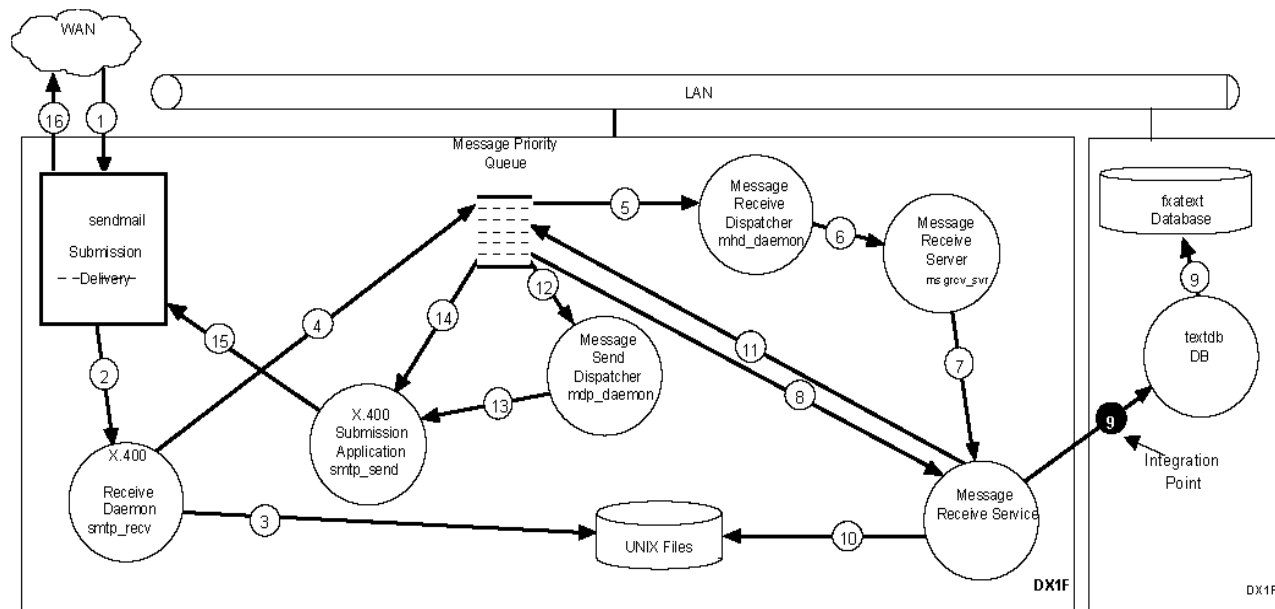 WAN
LAN
16
1
Message Priority
Queue
sendmail
Submission
Delivery
5
Message
Receive
Dispatcher
mhd_daemon
6
Message
Receive
Server
msgrcv_svr
fxatext
Database
9
4
14
12
15
2
11
8
7
Message
Send
Dispatcher
mdp_daemon
13
textdb
DB
X.400
Submission
Application
smtp_send
9
Integration
Point
X.400
Receive
Daemon
smtp_recv
3
UNIX Files
10
Message
Receive Service
DX1F
DX1F